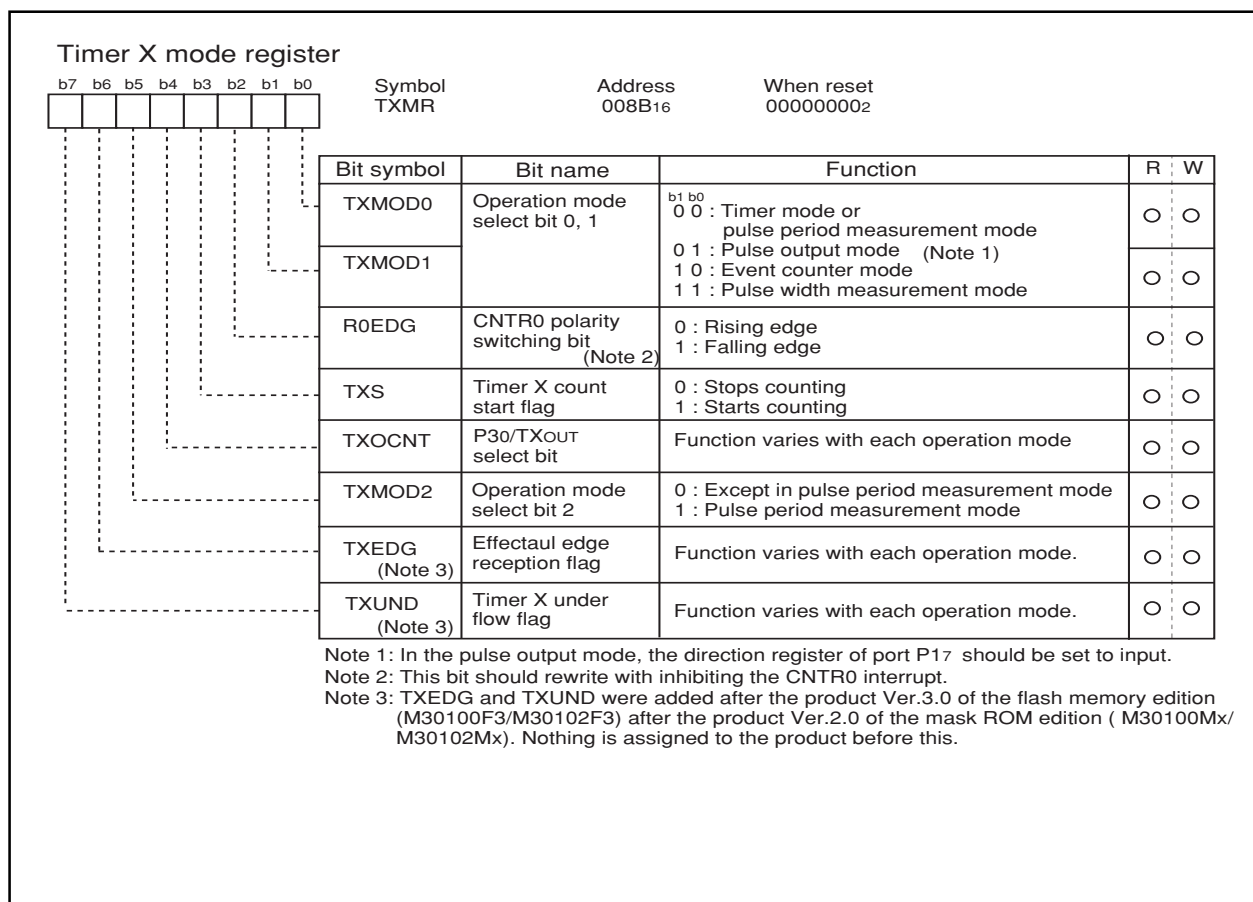 Timer X mode register
b7 b6 b5 b4 b3 b2 b1 b0
Symbol Address When reset
TXMR 008B16 000000002
Bit symbol Bit name Function R W
TXMOD0 Operation mode select bit 0, 1
b1 b0
0 0 : Timer mode or
pulse period measurement mode
TXMOD1
0 1 : Pulse output mode (Note 1)
1 0 : Event counter mode
1 1 : Pulse width measurement mode
R0EDG CNTR0 polarity
switching bit
(Note 2)
0 : Rising edge
1 : Falling edge
TXS Timer X count
start flag
0 : Stops counting
1 : Starts counting
TXOCNT P30/TXOUT
select bit
Function varies with each operation mode
TXMOD2 Operation mode
select bit 2
0 : Except in pulse period measurement mode
1 : Pulse period measurement mode
TXEDG
(Note 3)
Effectaul edge
reception flag
Function varies with each operation mode.
TXUND
(Note 3)
Timer X under
flow flag
Function varies with each operation mode.
Note 1: In the pulse output mode, the direction register of port P17 should be set to input.
Note 2: This bit should rewrite with inhibiting the CNTR0 interrupt.
Note 3: TXEDG and TXUND were added after the product Ver.3.0 of the flash memory edition
(M30100F3/M30102F3) after the product Ver.2.0 of the mask ROM edition ( M30100Mx/
M30102Mx). Nothing is assigned to the product before this.